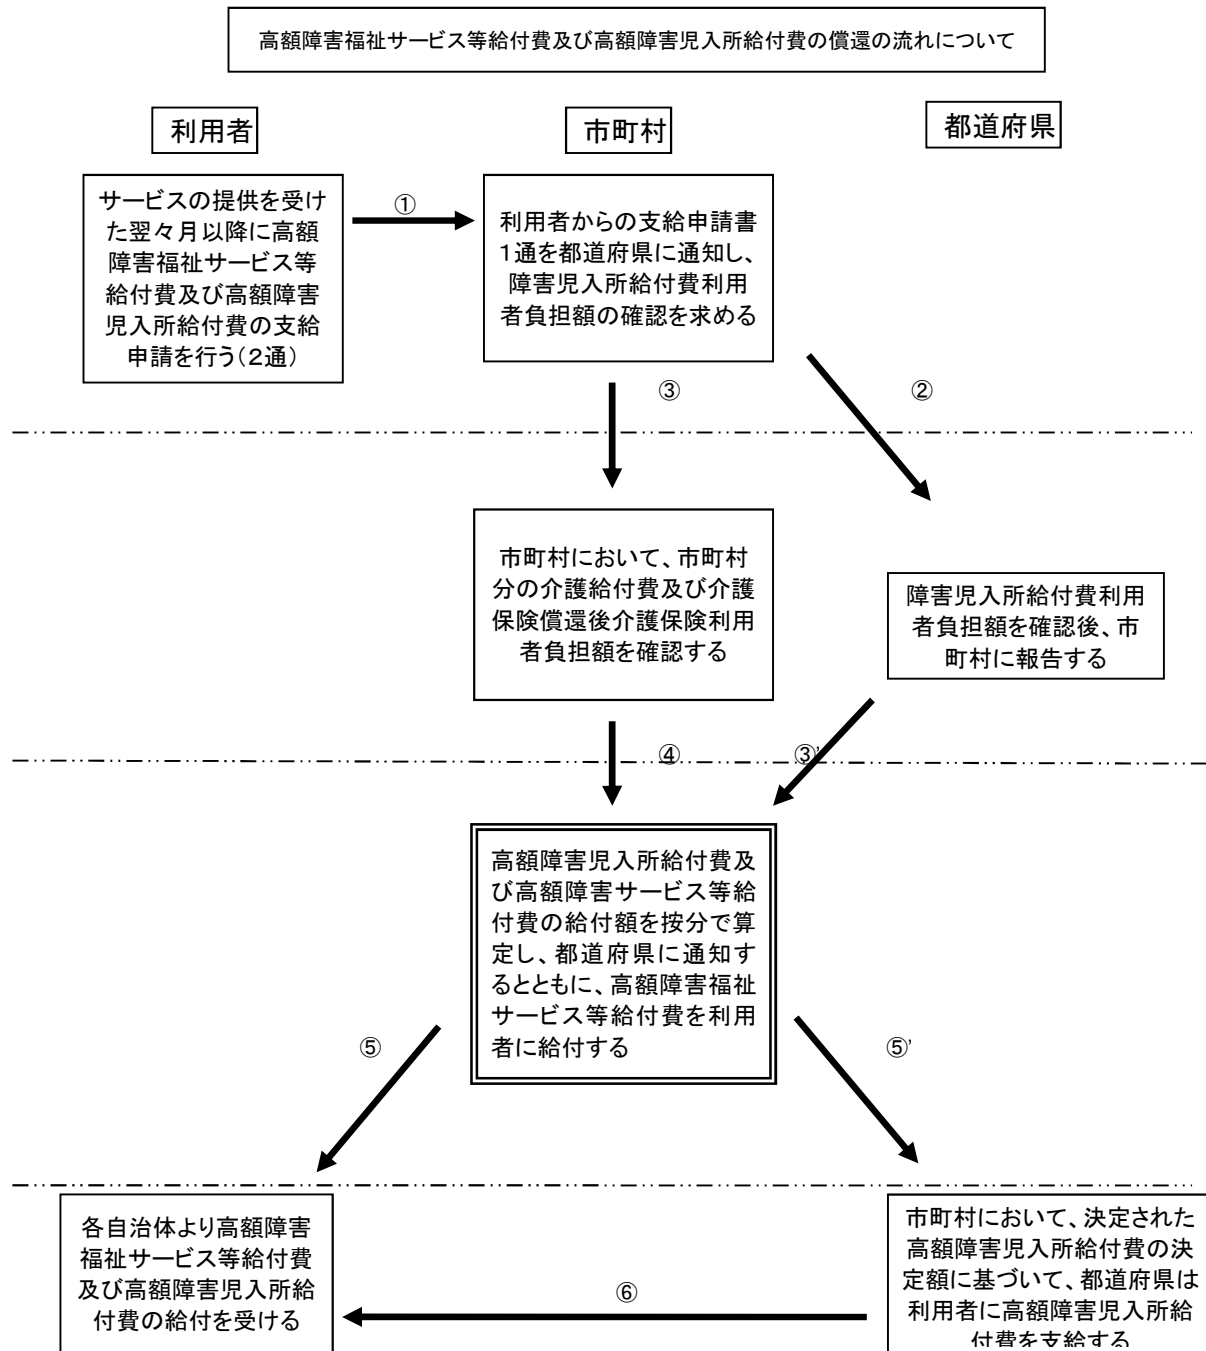 高額障害福祉サービス等給付費及び高額障害児入所給付費の償還の流れについて
利用者
市町村
都道府県
サービスの提供を受け
た翌々月以降に高額
障害福祉サービス等
給付費及び高額障害
児入所給付費の支給
申請を行う(2通)
①
利用者からの支給申請書
1通を都道府県に通知し、
障害児入所給付費利用
者負担額の確認を求める
③
②
市町村において、市町村
分の介護給付費及び介護
保険償還後介護保険利用
者負担額を確認する
障害児入所給付費利用
者負担額を確認後、市
町村に報告する
④
③'
高額障害児入所給付費及
び高額障害サービス等給
付費の給付額を按分で算
定し、都道府県に通知す
るとともに、高額障害福祉
サービス等給付費を利用
者に給付する
⑤
⑤'
各自治体より高額障害
福祉サービス等給付費
及び高額障害児入所給
付費の給付を受ける
⑥
市町村において、決定された
高額障害児入所給付費の決
定額に基づいて、都道府県は
利用者に高額障害児入所給
付費を支給する